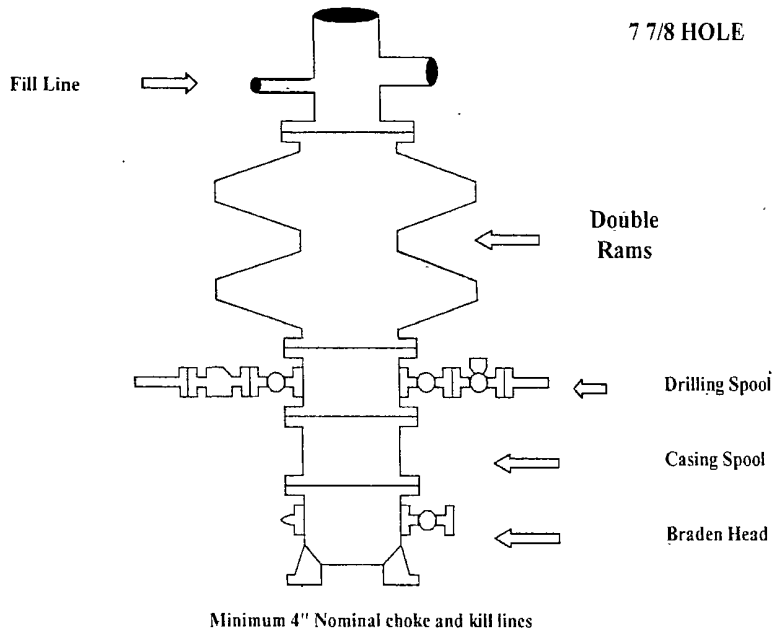 7 7/8 HOLE
Fill Line
Double
Rams
Drilling Spool
Casing Spool
Braden Head
Minimum 4" Nominal choke and kill lines